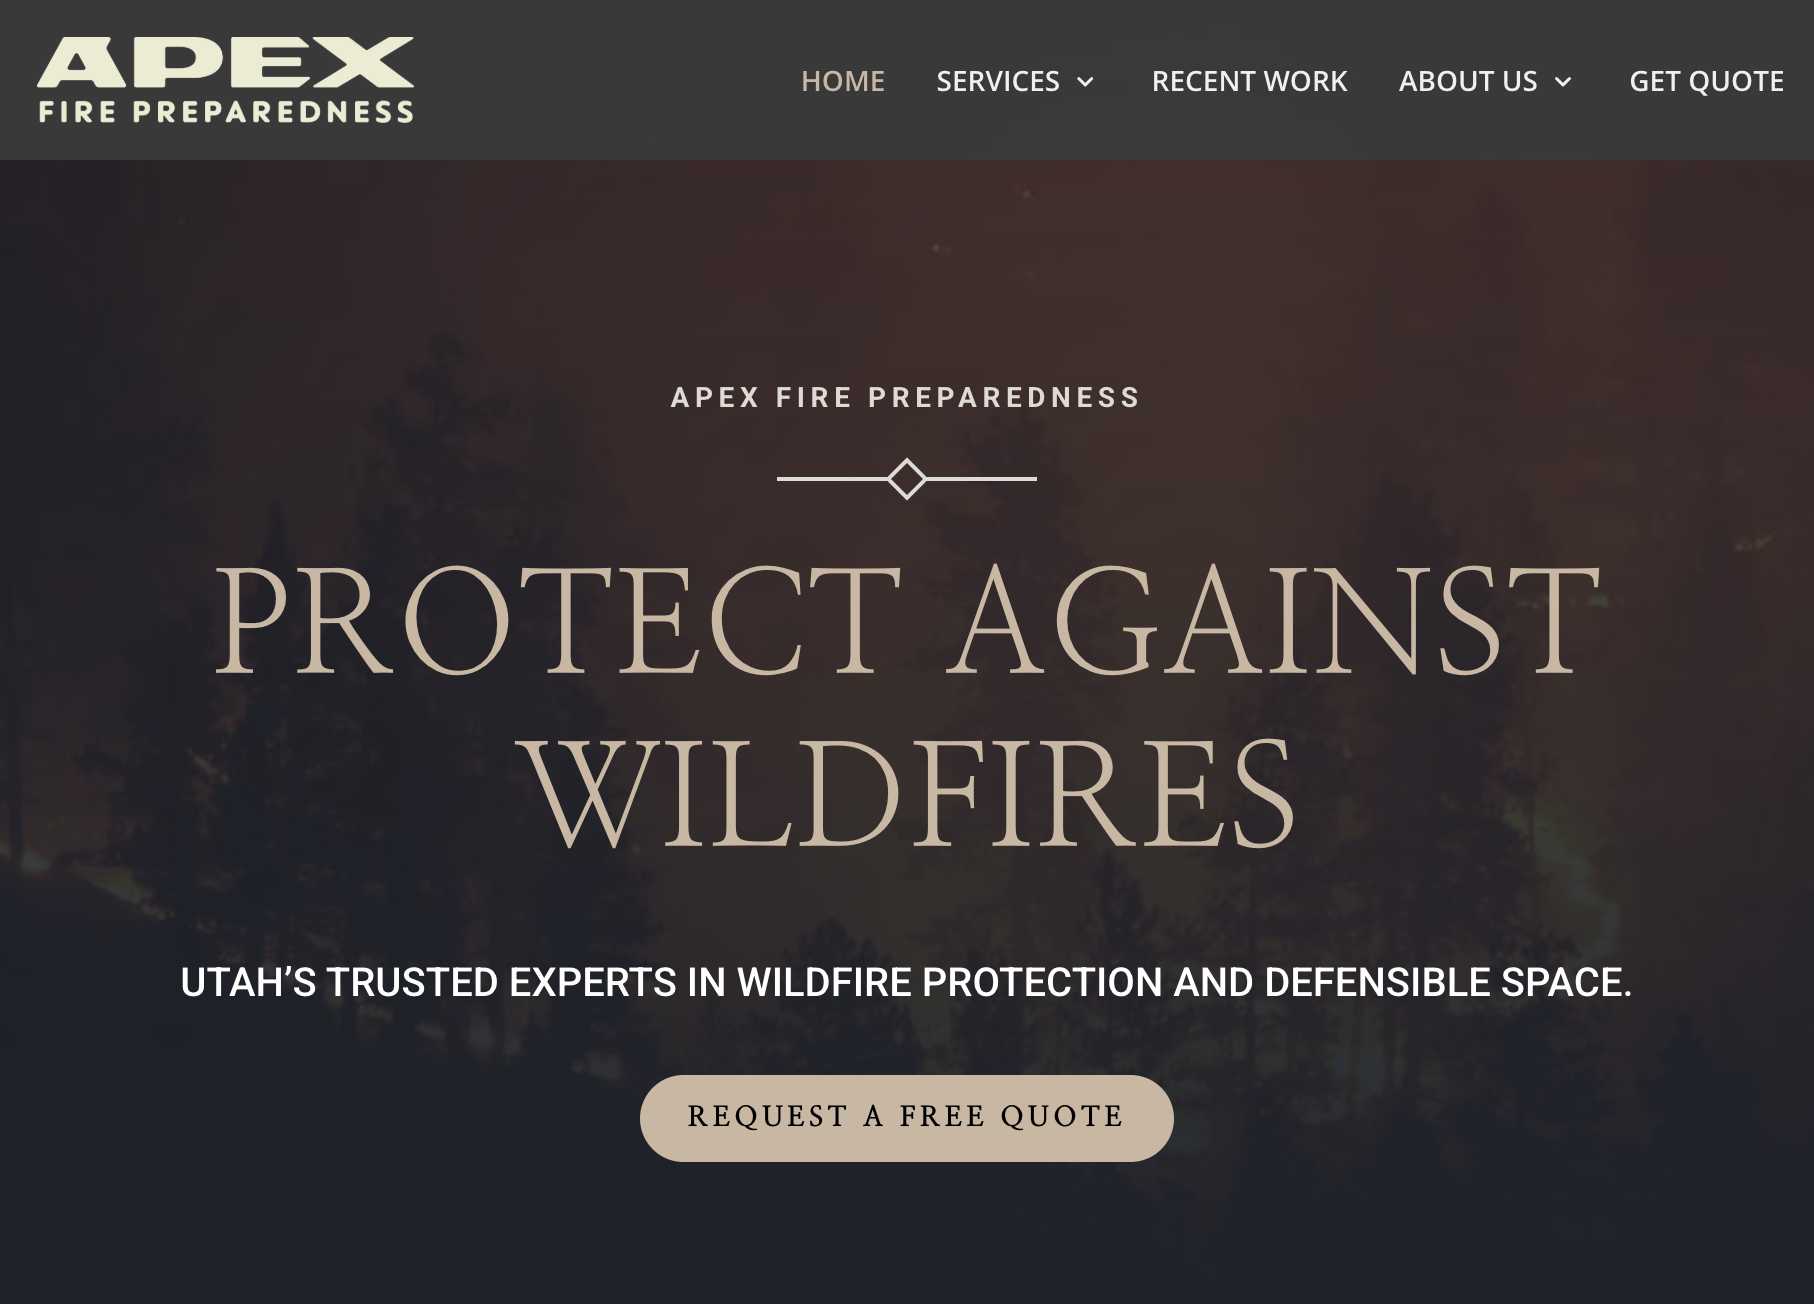 APEX
FIRE PREPAREDNESS
HOME SERVICES RECENT WORK ABOUT US GET QUOTE
APEX FIRE PREPAREDNESS
PROTECT AGAINST
WILDFIRES
UTAH’S TRUSTED EXPERTS IN WILDFIRE PROTECTION AND DEFENSIBLE SPACE.
REQUEST A FREE QUOTE